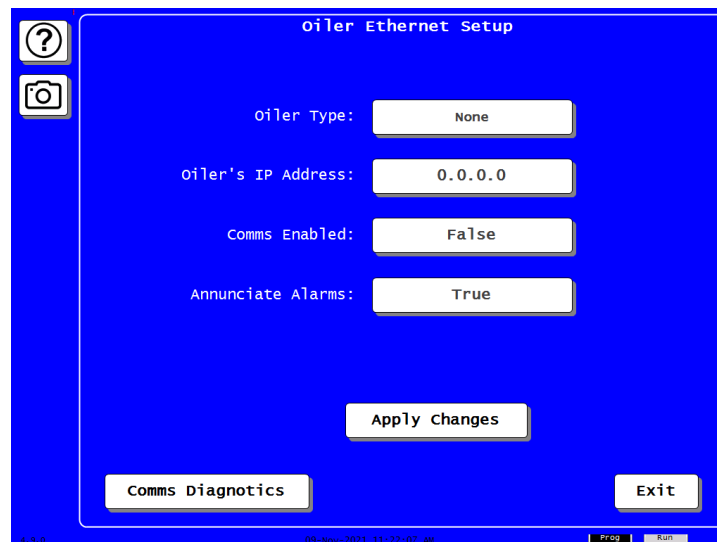 Oiler Ethernet Setup
?
Oiler Type: None
Oiler's IP Address: 0.0.0.0
Comms Enabled: False
Annunciate Alarms: True
Apply Changes
Comms Diagnotics Exit
Prog Run